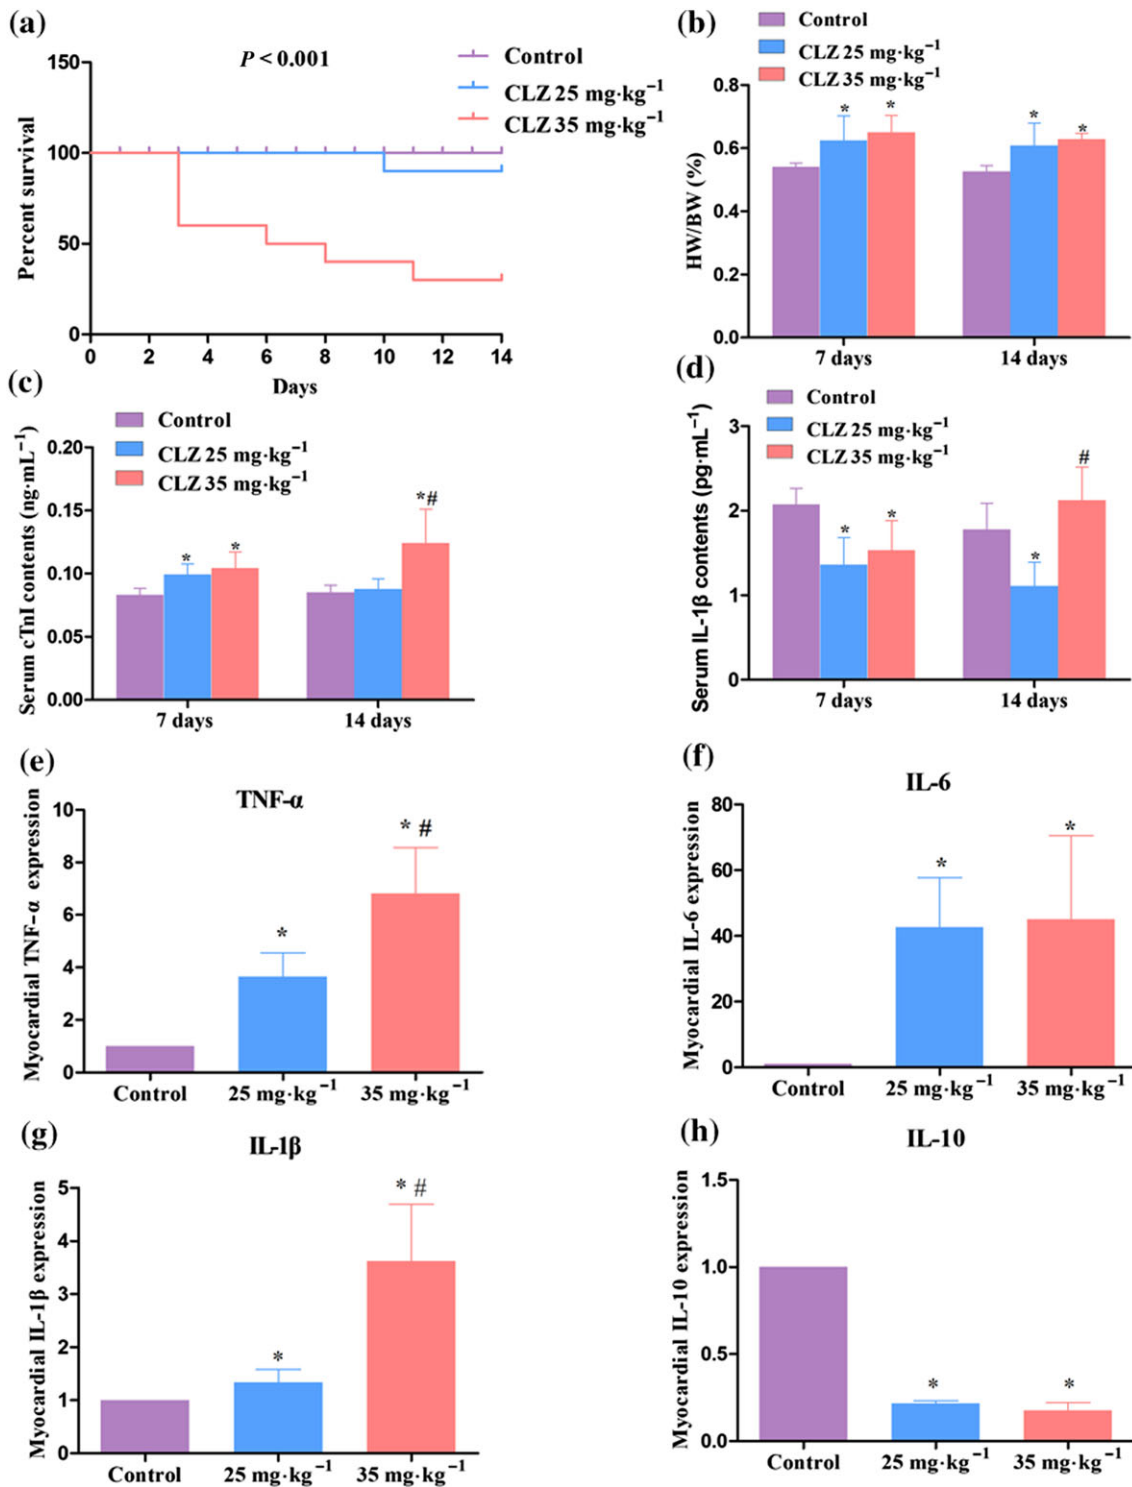 (a)
P < 0.001
Control
CLZ 25 mg·kg⁻¹
CLZ 35 mg·kg⁻¹
Percent survival
150
100
50
0
0 2 4 6 8 10 12 14
Days
(b)
Control
CLZ 25 mg·kg⁻¹
CLZ 35 mg·kg⁻¹
HW/BW (%)
0.8
0.6
0.4
0.2
0.0
* * * *
7 days 14 days
(c)
Control
CLZ 25 mg·kg⁻¹
CLZ 35 mg·kg⁻¹
Serum cTnI contents (ng·mL⁻¹)
0.20
0.15
0.10
0.05
0.00
* * *#
7 days 14 days
(d)
Control
CLZ 25 mg·kg⁻¹
CLZ 35 mg·kg⁻¹
Serum IL-1β contents (pg·mL⁻¹)
3
2
1
0
* * * #
7 days 14 days
(e)
TNF-α
Myocardial TNF-α expression
10
8
6
4
2
0
* * #
Control 25 mg·kg⁻¹ 35 mg·kg⁻¹
(f)
IL-6
Myocardial IL-6 expression
80
60
40
20
0
* *
Control 25 mg·kg⁻¹ 35 mg·kg⁻¹
(g)
IL-1β
Myocardial IL-1β expression
5
4
3
2
1
0
* * #
Control 25 mg·kg⁻¹ 35 mg·kg⁻¹
(h)
IL-10
Myocardial IL-10 expression
1.5
1.0
0.5
0.0
* *
Control 25 mg·kg⁻¹ 35 mg·kg⁻¹